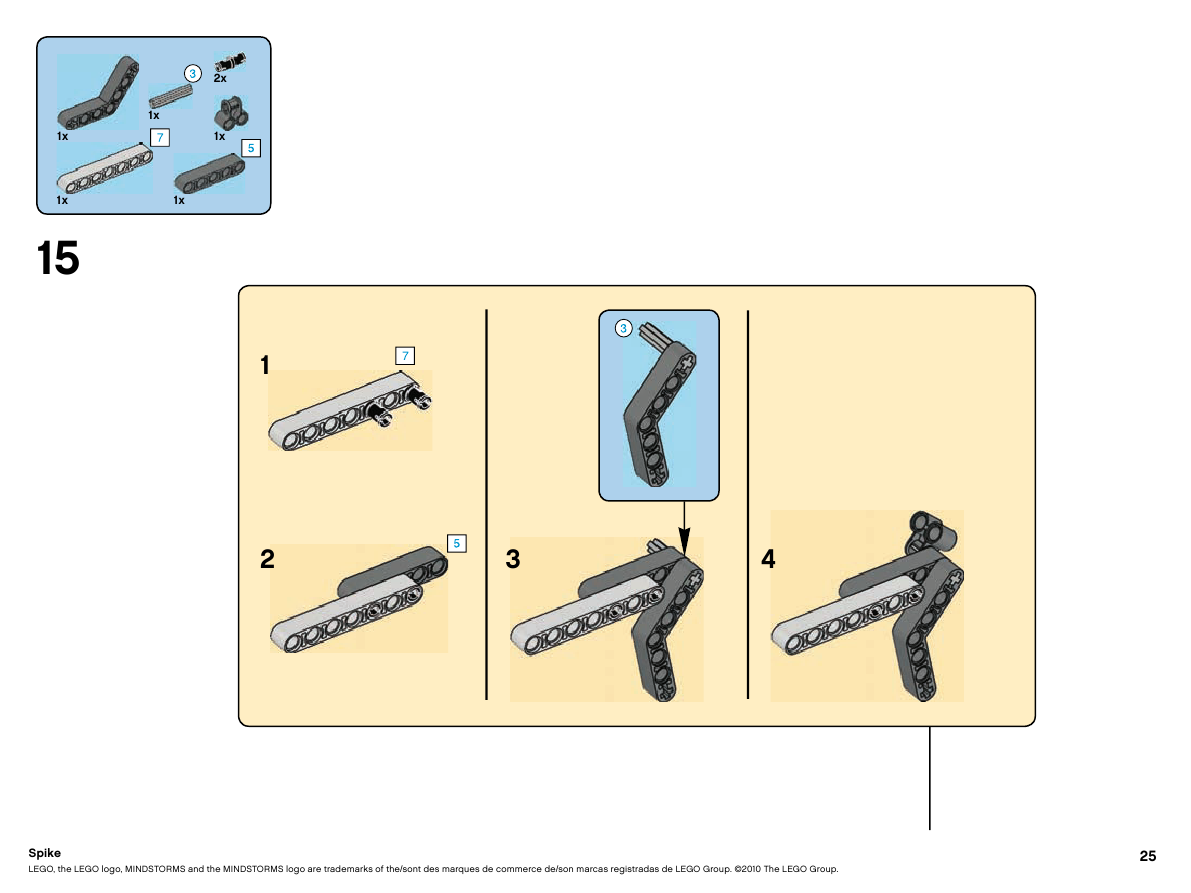 3
2x
1x
1x
1x
7
5
1x
1x
15
1
7
3
2
5
3
4
Spike
LEGO, the LEGO logo, MINDSTORMS and the MINDSTORMS logo are trademarks of the/sont des marques de commerce de/son marcas registradas de LEGO Group. ©2010 The LEGO Group.
25